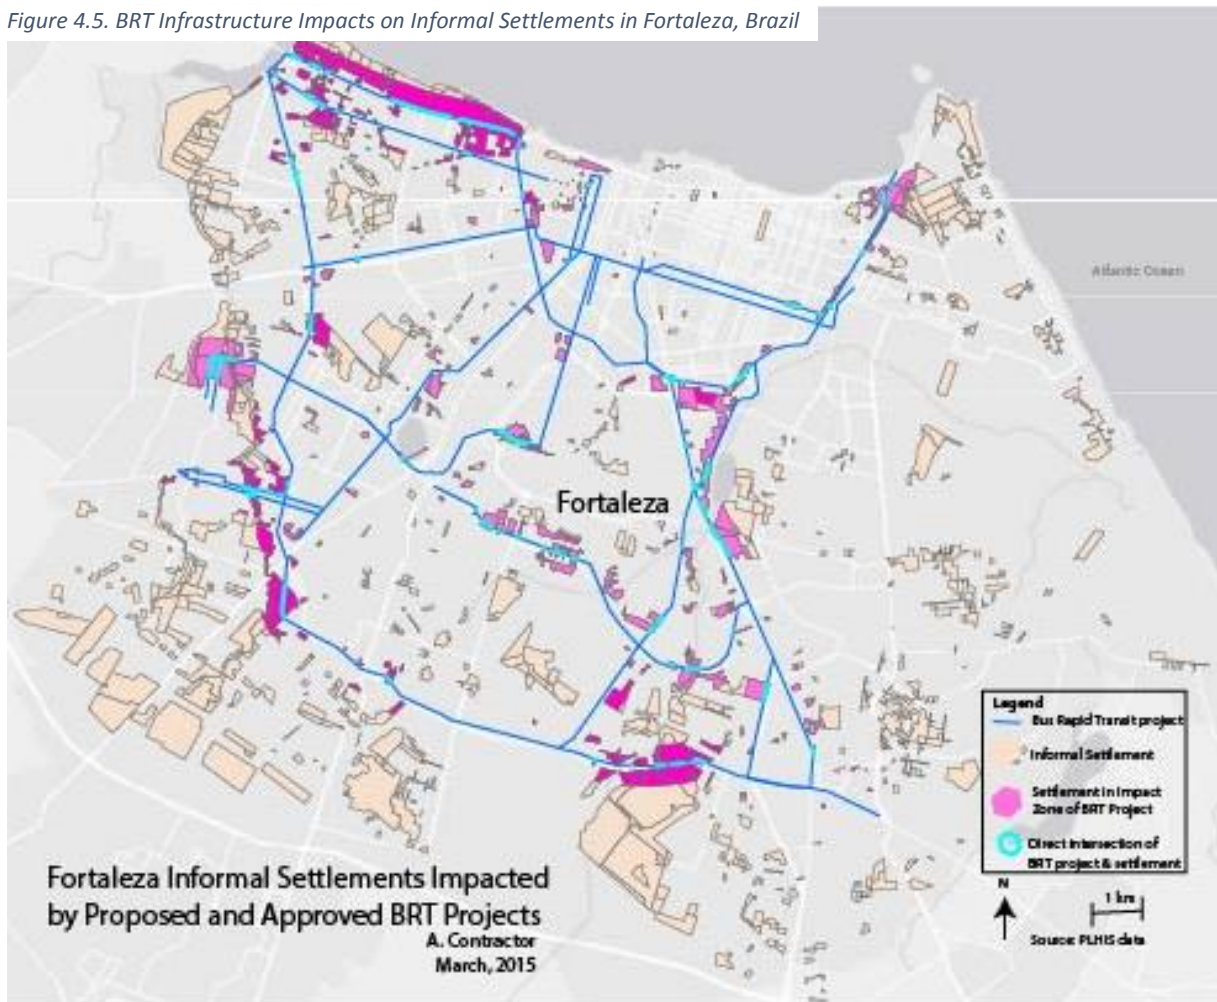 Figure 4.5. BRT Infrastructure Impacts on Informal Settlements in Fortaleza, Brazil
Atlantic Ocean
Fortaleza
Legend
Bus Rapid Transit project
Informal Settlement
Settlement in Impact
Zone of BRT Project
Direct intersection of
BRT project & settlement
N
1 km
Source: PLHIS data
Fortaleza Informal Settlements Impacted
by Proposed and Approved BRT Projects
A. Contractor
March, 2015